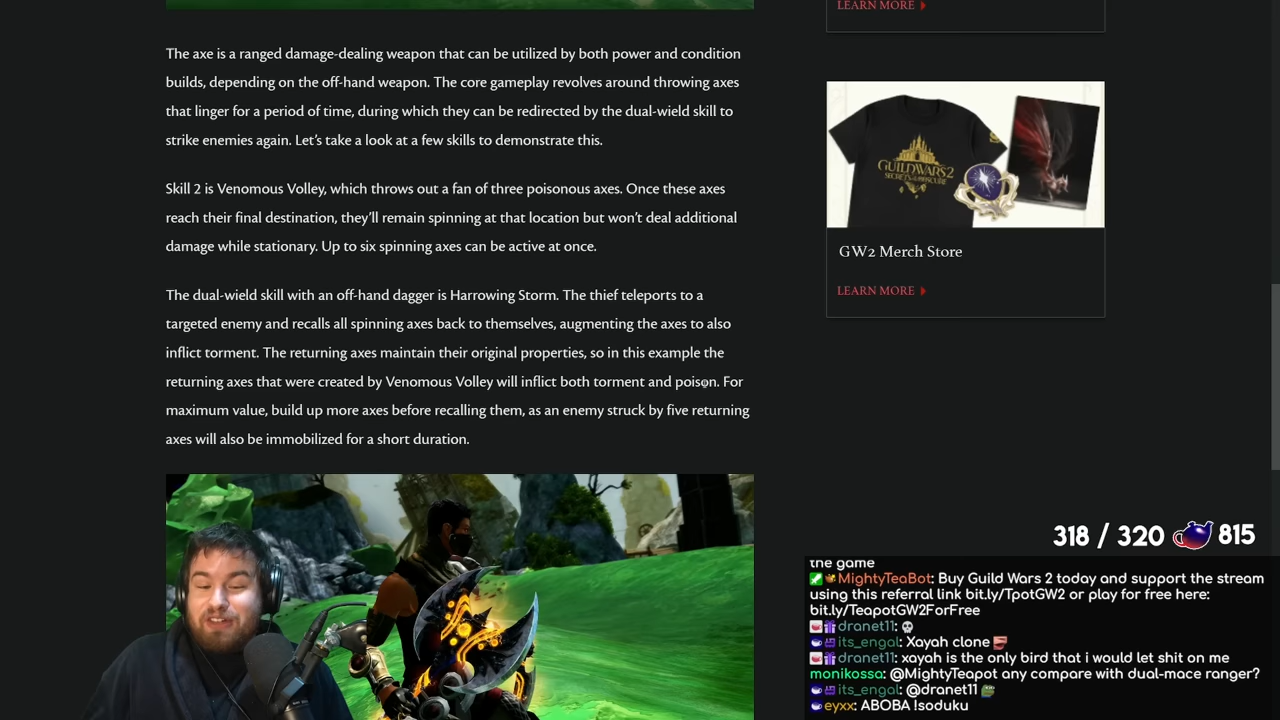 The axe is a ranged damage-dealing weapon that can be utilized by both power and condition
builds, depending on the off-hand weapon. The core gameplay revolves around throwing axes
that linger for a period of time, during which they can be redirected by the dual-wield skill to
strike enemies again. Let’s take a look at a few skills to demonstrate this.
Skill 2 is Venomous Volley, which throws out a fan of three poisonous axes. Once these axes
reach their final destination, they’ll remain spinning at that location but won’t deal additional
damage while stationary. Up to six spinning axes can be active at once.
The dual-wield skill with an off-hand dagger is Harrowing Storm. The thief teleports to a
targeted enemy and recalls all spinning axes back to themselves, augmenting the axes to also
inflict torment. The returning axes maintain their original properties, so in this example the
returning axes that were created by Venomous Volley will inflict both torment and poison. For
maximum value, build up more axes before recalling them, as an enemy struck by five returning
axes will also be immobilized for a short duration.
LEARN MORE
GUILD WARS 2
SECRETS OF THE OBSCURE
GW2 Merch Store
LEARN MORE
318 / 320 815
the game
MightyTeaBot: Buy Guild Wars 2 today and support the stream
using this referral link bit.ly/TpotGW2 or play for free here:
bit.ly/TeapotGW2ForFree
dranet11:
its_engal: Xayah clone
dranet11: xayah is the only bird that i would let shit on me
monikossa: @MightyTeapot any compare with dual-mace ranger?
its_engal: @dranet11
eyxx: ABOBA !soduku